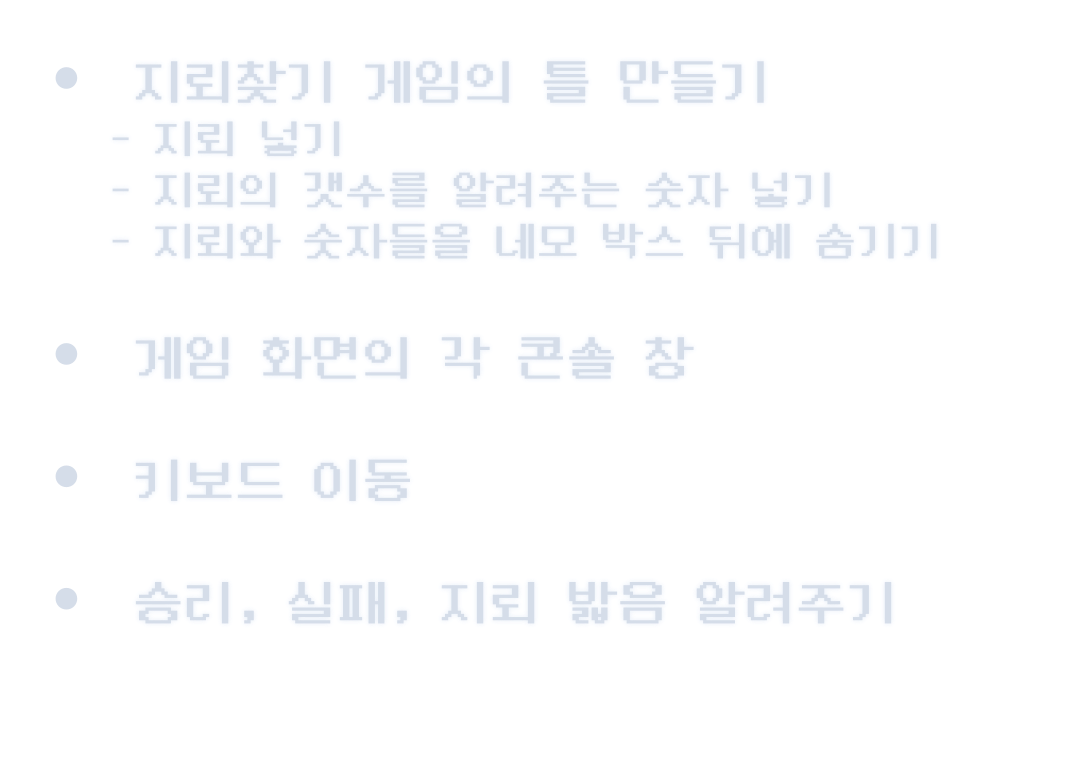 ● 지뢰찾기 게임의 틀 만들기
- 지뢰 넣기
- 지뢰의 갯수를 알려주는 숫자 넣기
- 지뢰와 숫자들을 네모 박스 뒤에 숨기기
● 게임 화면의 각 콘솔 창
● 키보드 이동
● 승리, 실패, 지뢰 밟음 알려주기